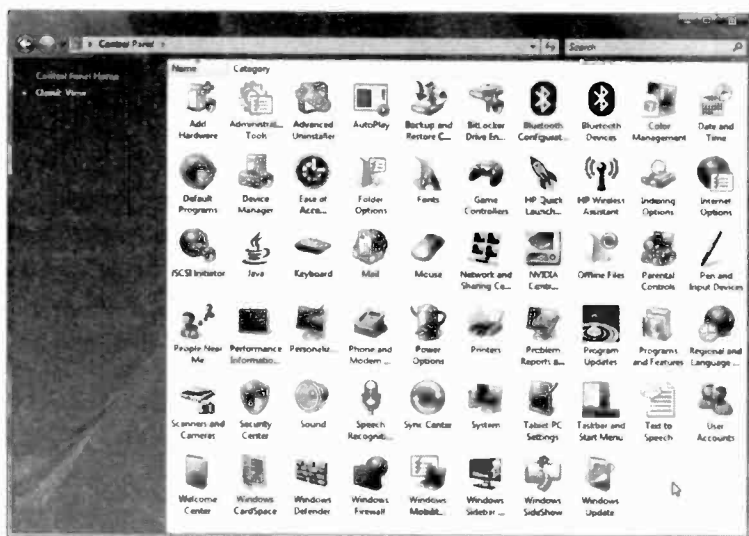 Control Panel
Search
Control Panel Home
Classic View
Name Category
Add Hardware
Administrat... Tools
Advanced Uninstaller
AutoPlay
Backup and Restore C...
BitLocker Drive En...
Bluetooth Configurat...
Bluetooth Devices
Color Management
Date and Time
Default Programs
Device Manager
Ease of Acce...
Folder Options
Fonts
Game Controllers
HP Quick Launch...
HP Wireless Assistant
Indexing Options
Internet Options
iSCSI Initiator
Java
Keyboard
Mail
Mouse
Network and Sharing Ce...
NVIDIA Contr...
Offline Files
Parental Controls
Pen and Input Devices
People Near Me
Performance Informatio...
Personaliz...
Phone and Modem ...
Power Options
Printers
Problem Reports a...
Program Updates
Programs and Features
Regional and Language ...
Scanners and Cameras
Security Center
Sound
Speech Recogniti...
Sync Center
System
Tablet PC Settings
Taskbar and Start Menu
Text to Speech
User Accounts
Welcome Center
Windows CardSpace
Windows Defender
Windows Firewall
Windows Mobilit...
Windows Sidebar ...
Windows SideShow
Windows Update